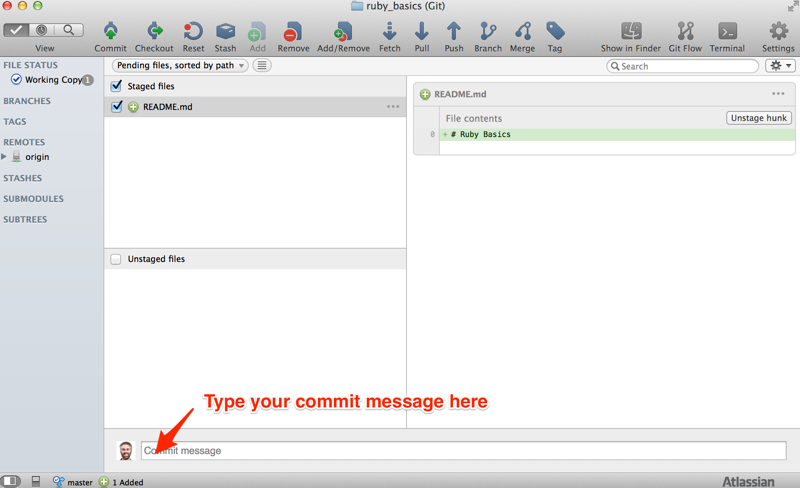 ruby_basics (Git)
View
Commit
Checkout
Reset
Stash
Add
Remove
Add/Remove
Fetch
Pull
Push
Branch
Merge
Tag
Show in Finder
Git Flow
Terminal
Settings
FILE STATUS
Working Copy 1
BRANCHES
TAGS
REMOTES
origin
STASHES
SUBMODULES
SUBTREES
Pending files, sorted by path
Search
Staged files
README.md
Unstaged files
README.md
File contents
Unstage hunk
0 + # Ruby Basics
Type your commit message here
Commit message
master
1 Added
Atlassian